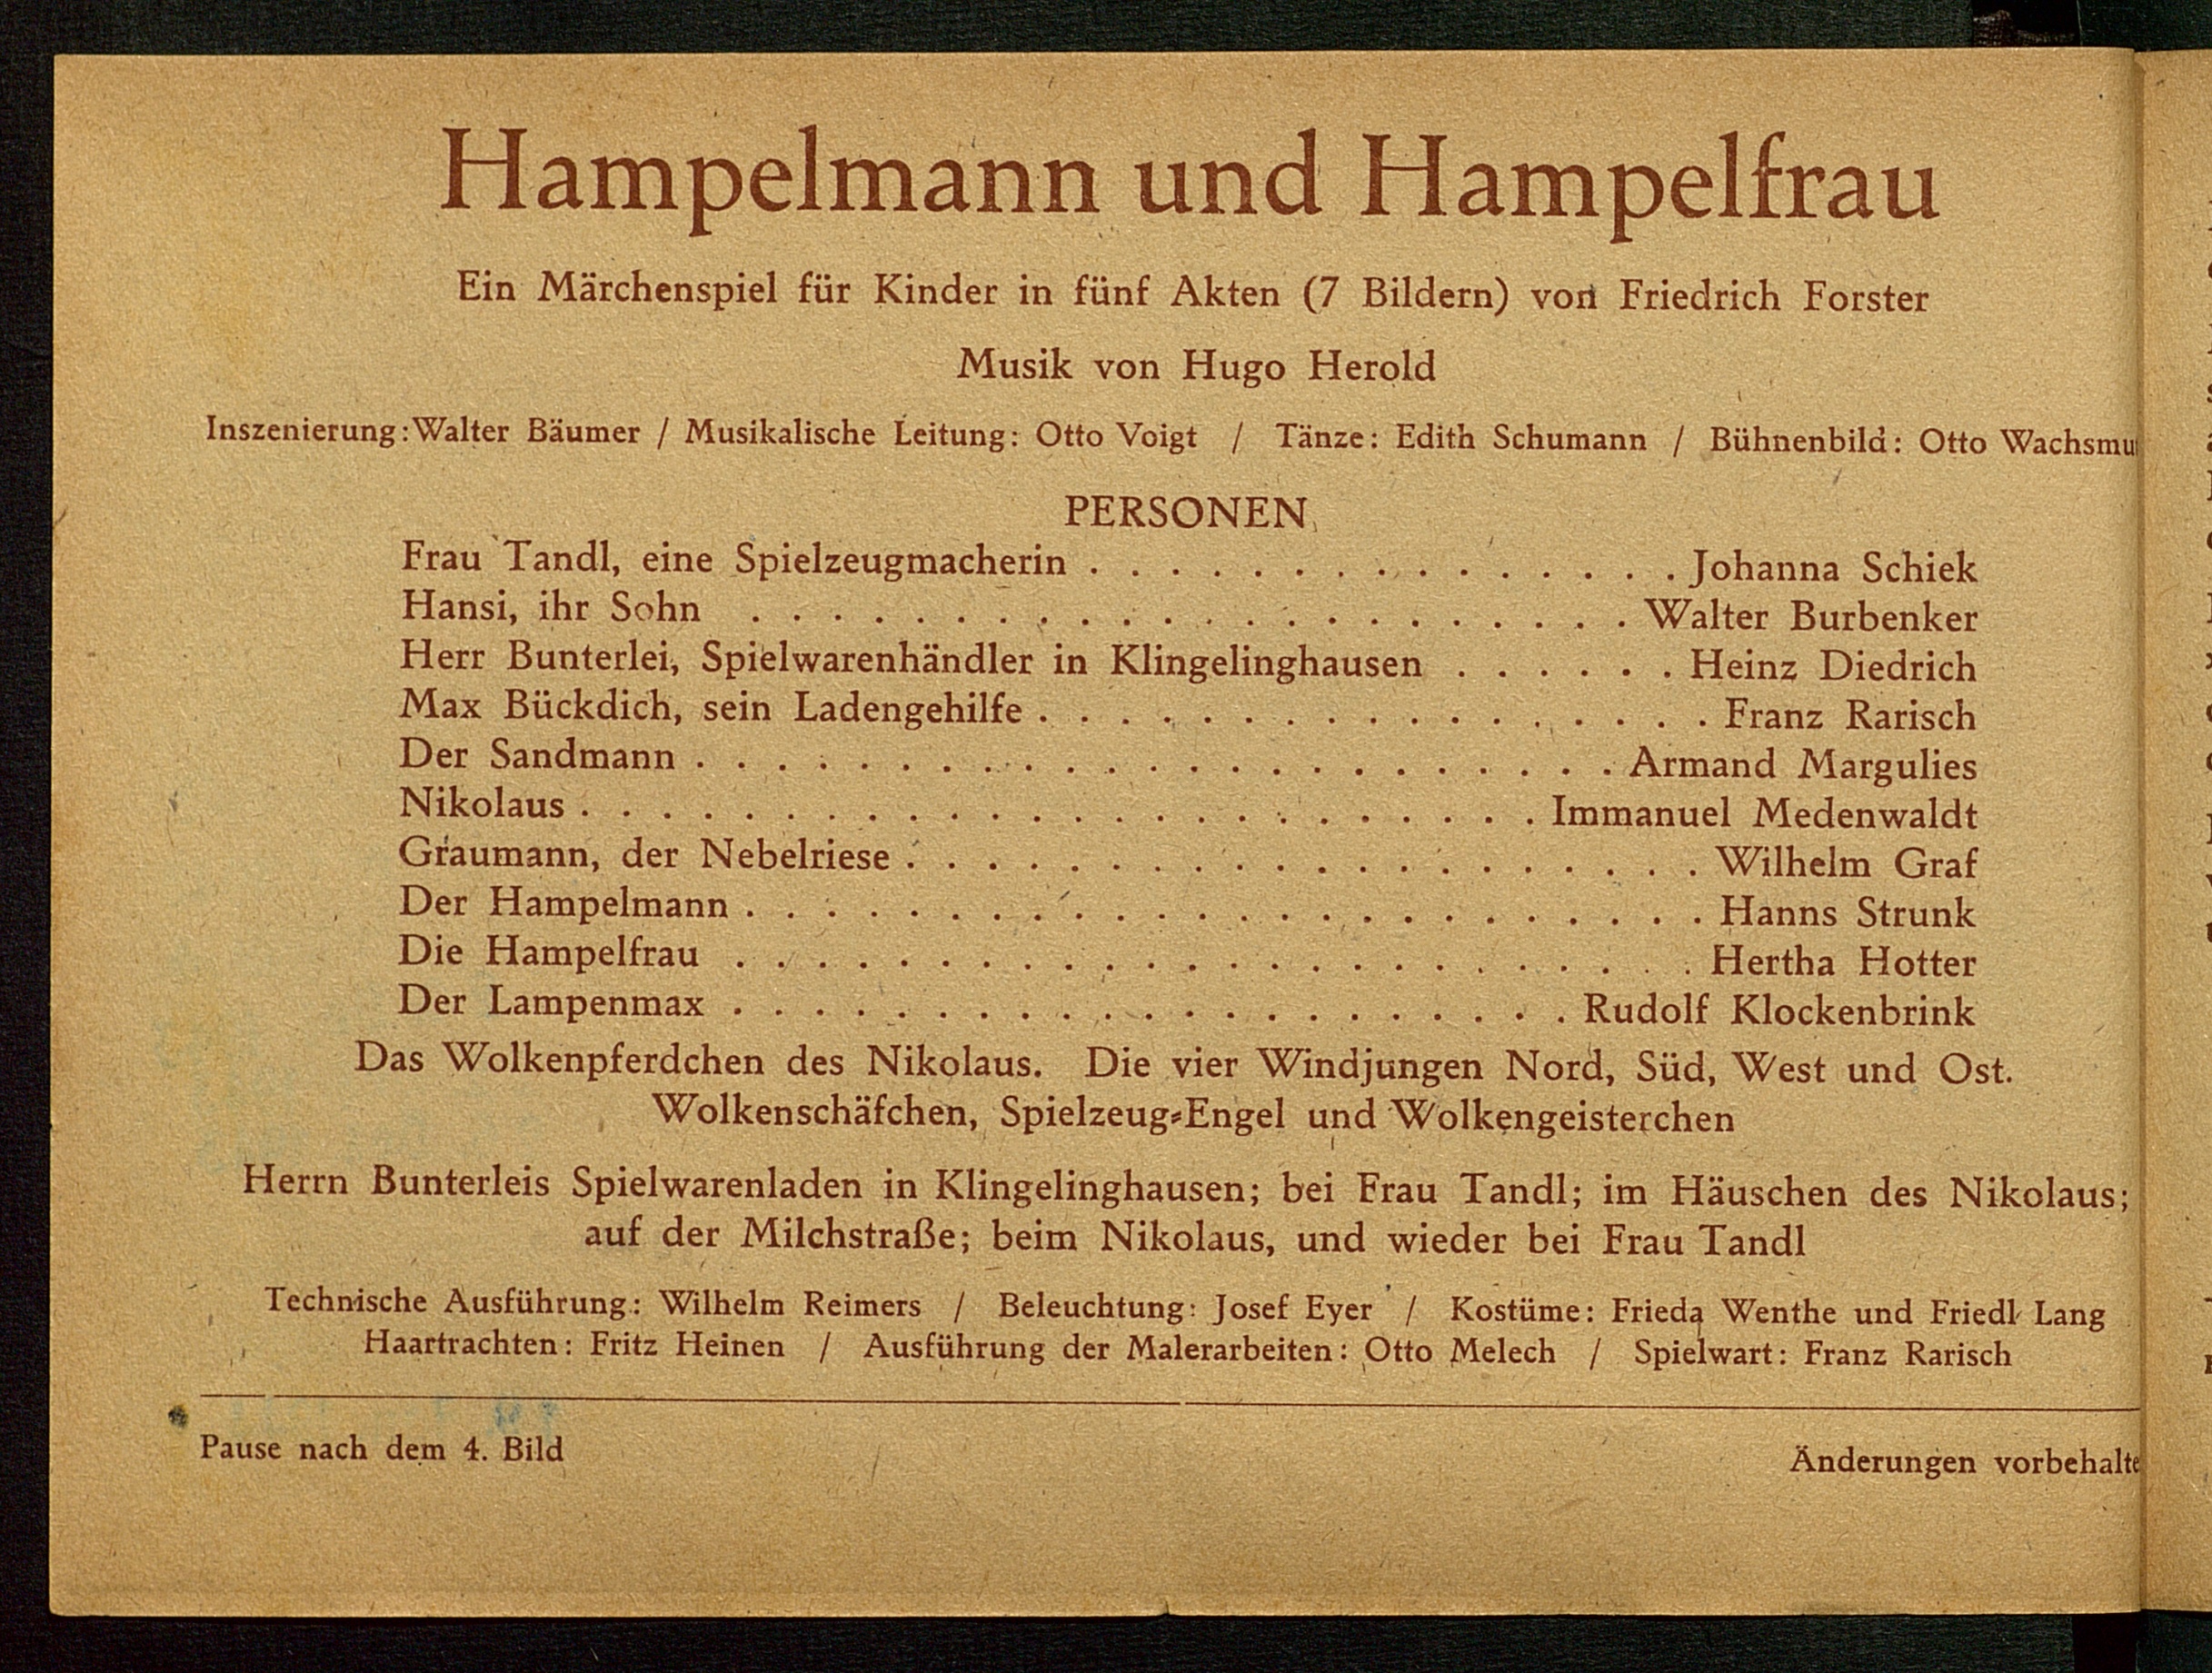 Hampelmann und Hampelfrau
Ein Märchenspiel für Kinder in fünf Akten (7 Bildern) von Friedrich Forster
Musik von Hugo Herold
Inszenierung: Walter Bäumer / Musikalische Leitung: Otto Voigt / Tänze: Edith Schumann / Bühnenbild: Otto Wachsmu
PERSONEN
Frau Tandl, eine Spielzeugmacherin . . . . . . . . . . . . . . . Johanna Schiek
Hansi, ihr Sohn . . . . . . . . . . . . . . . . . . . . . . Walter Burbenker
Herr Bunterlei, Spielwarenhändler in Klingelinghausen . . . . . . Heinz Diedrich
Max Bückdich, sein Ladengehilfe . . . . . . . . . . . . . . . . . Franz Rarisch
Der Sandmann . . . . . . . . . . . . . . . . . . . . . . . Armand Margulies
Nikolaus . . . . . . . . . . . . . . . . . . . . . . . . Immanuel Medenwaldt
Graumann, der Nebelriese . . . . . . . . . . . . . . . . . . . . Wilhelm Graf
Der Hampelmann . . . . . . . . . . . . . . . . . . . . . . . . Hanns Strunk
Die Hampelfrau . . . . . . . . . . . . . . . . . . . . . . . . Hertha Hotter
Der Lampenmax . . . . . . . . . . . . . . . . . . . . . Rudolf Klockenbrink
Das Wolkenpferdchen des Nikolaus. Die vier Windjungen Nord, Süd, West und Ost.
Wolkenschäfchen, Spielzeug-Engel und Wolkengeisterchen
Herrn Bunterleis Spielwarenladen in Klingelinghausen; bei Frau Tandl; im Häuschen des Nikolaus;
auf der Milchstraße; beim Nikolaus, und wieder bei Frau Tandl
Technische Ausführung: Wilhelm Reimers / Beleuchtung: Josef Eyer / Kostüme: Frieda Wenthe und Friedl Lang
Haartrachten: Fritz Heinen / Ausführung der Malerarbeiten: Otto Melech / Spielwart: Franz Rarisch
Pause nach dem 4. Bild
Änderungen vorbehalte